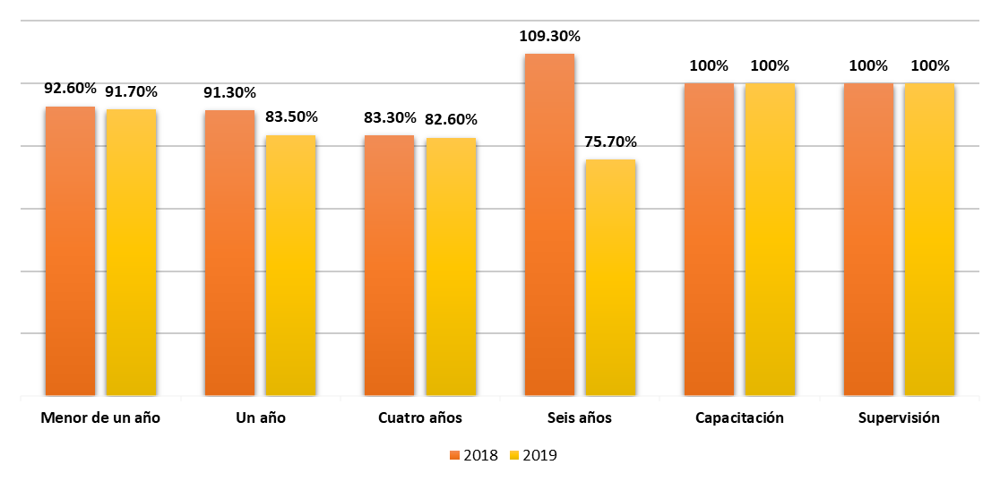 109.30%
92.60% 91.70% 91.30% 83.50% 83.30% 82.60% 75.70% 100% 100% 100% 100%
Menor de un año Un año Cuatro años Seis años Capacitación Supervisión
2018 2019